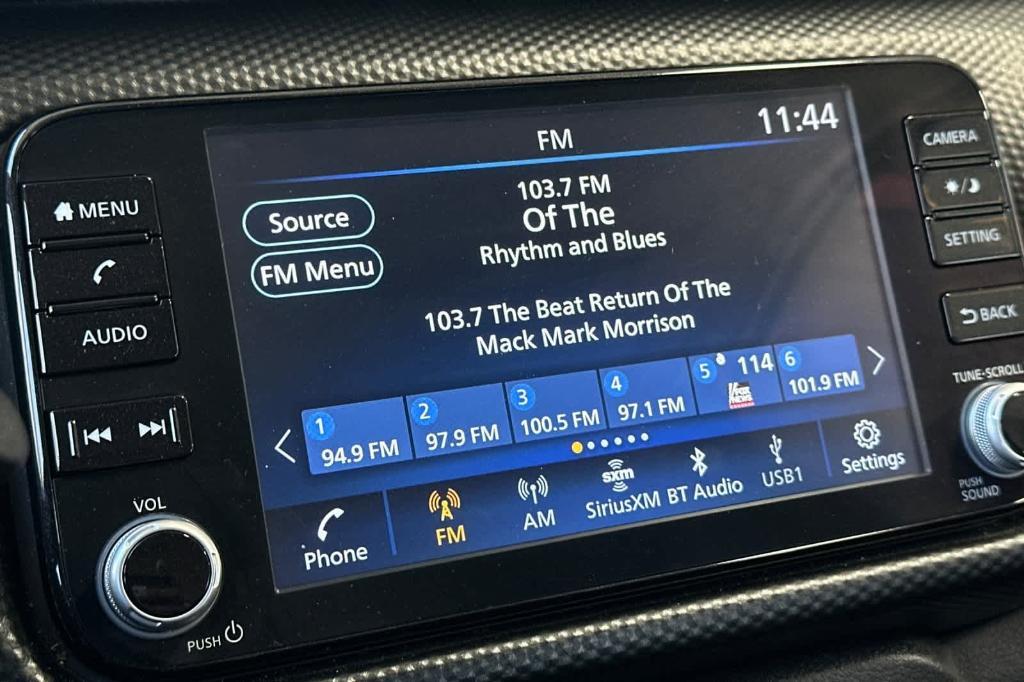 FM
11:44
103.7 FM
Of The
Rhythm and Blues
Source
FM Menu
103.7 The Beat Return Of The
Mack Mark Morrison
1
94.9 FM
2
97.9 FM
3
100.5 FM
4
97.1 FM
5
114
FOX
NEWS
6
101.9 FM
Phone
FM
AM
sxm
SiriusXM
BT Audio
USB1
Settings
MENU
AUDIO
VOL
PUSH
CAMERA
SETTING
BACK
TUNE·SCROLL
PUSH
SOUND